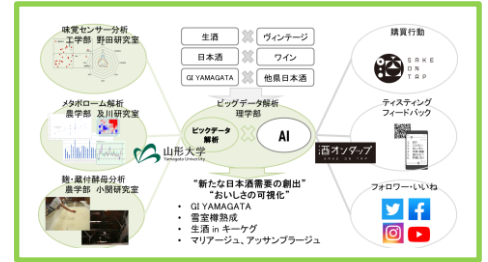 味覚センサー分析
工学部 野田研究室
メタボローム解析
農学部 及川研究室
麹・蔵付酵母分析
農学部 小関研究室
生酒
ヴィンテージ
日本酒
ワイン
GI YAMAGATA
他県日本酒
ビッグデータ解析
理学部
ビックデータ
解析
AI
山形大学
Yamagata University
酒オンタップ
SAKE ON TAP
“新たな日本酒需要の創出”
“おいしさの可視化”
• GI YAMAGATA
• 雪室樽熟成
• 生酒 in キーケグ
• マリアージュ、アッサンブラージュ
購買行動
SAKE
ON
TAP
ティスティング
フィードバック
フォロワー・いいね